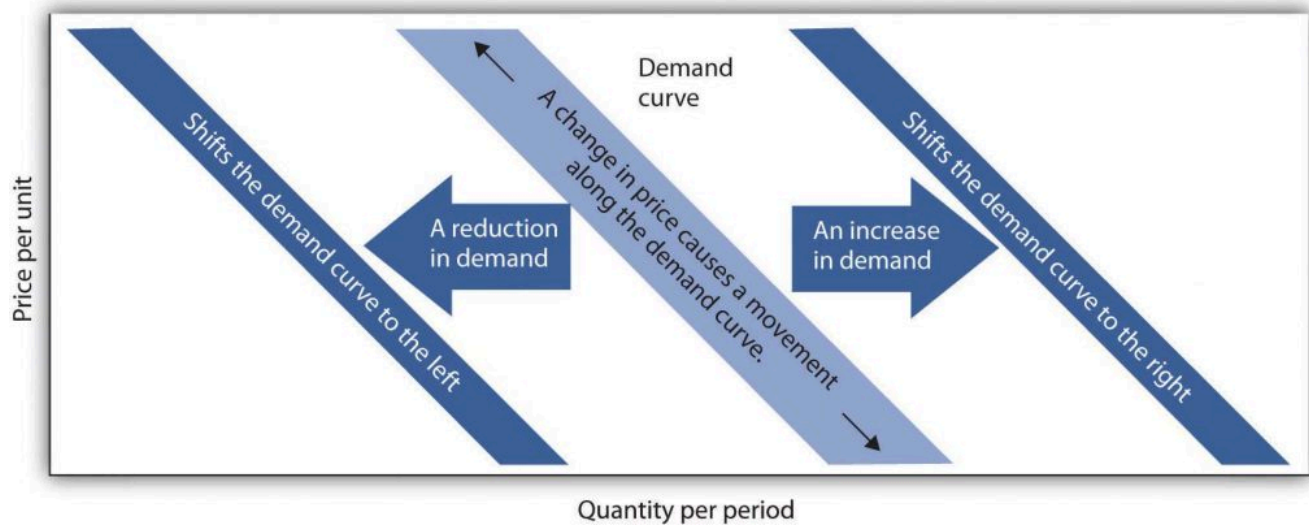 Demand
curve
Price per unit
Shifts the demand curve to the left
A reduction
in demand
A change in price causes a movement
along the demand curve.
An increase
in demand
Shifts the demand curve to the right
Quantity per period